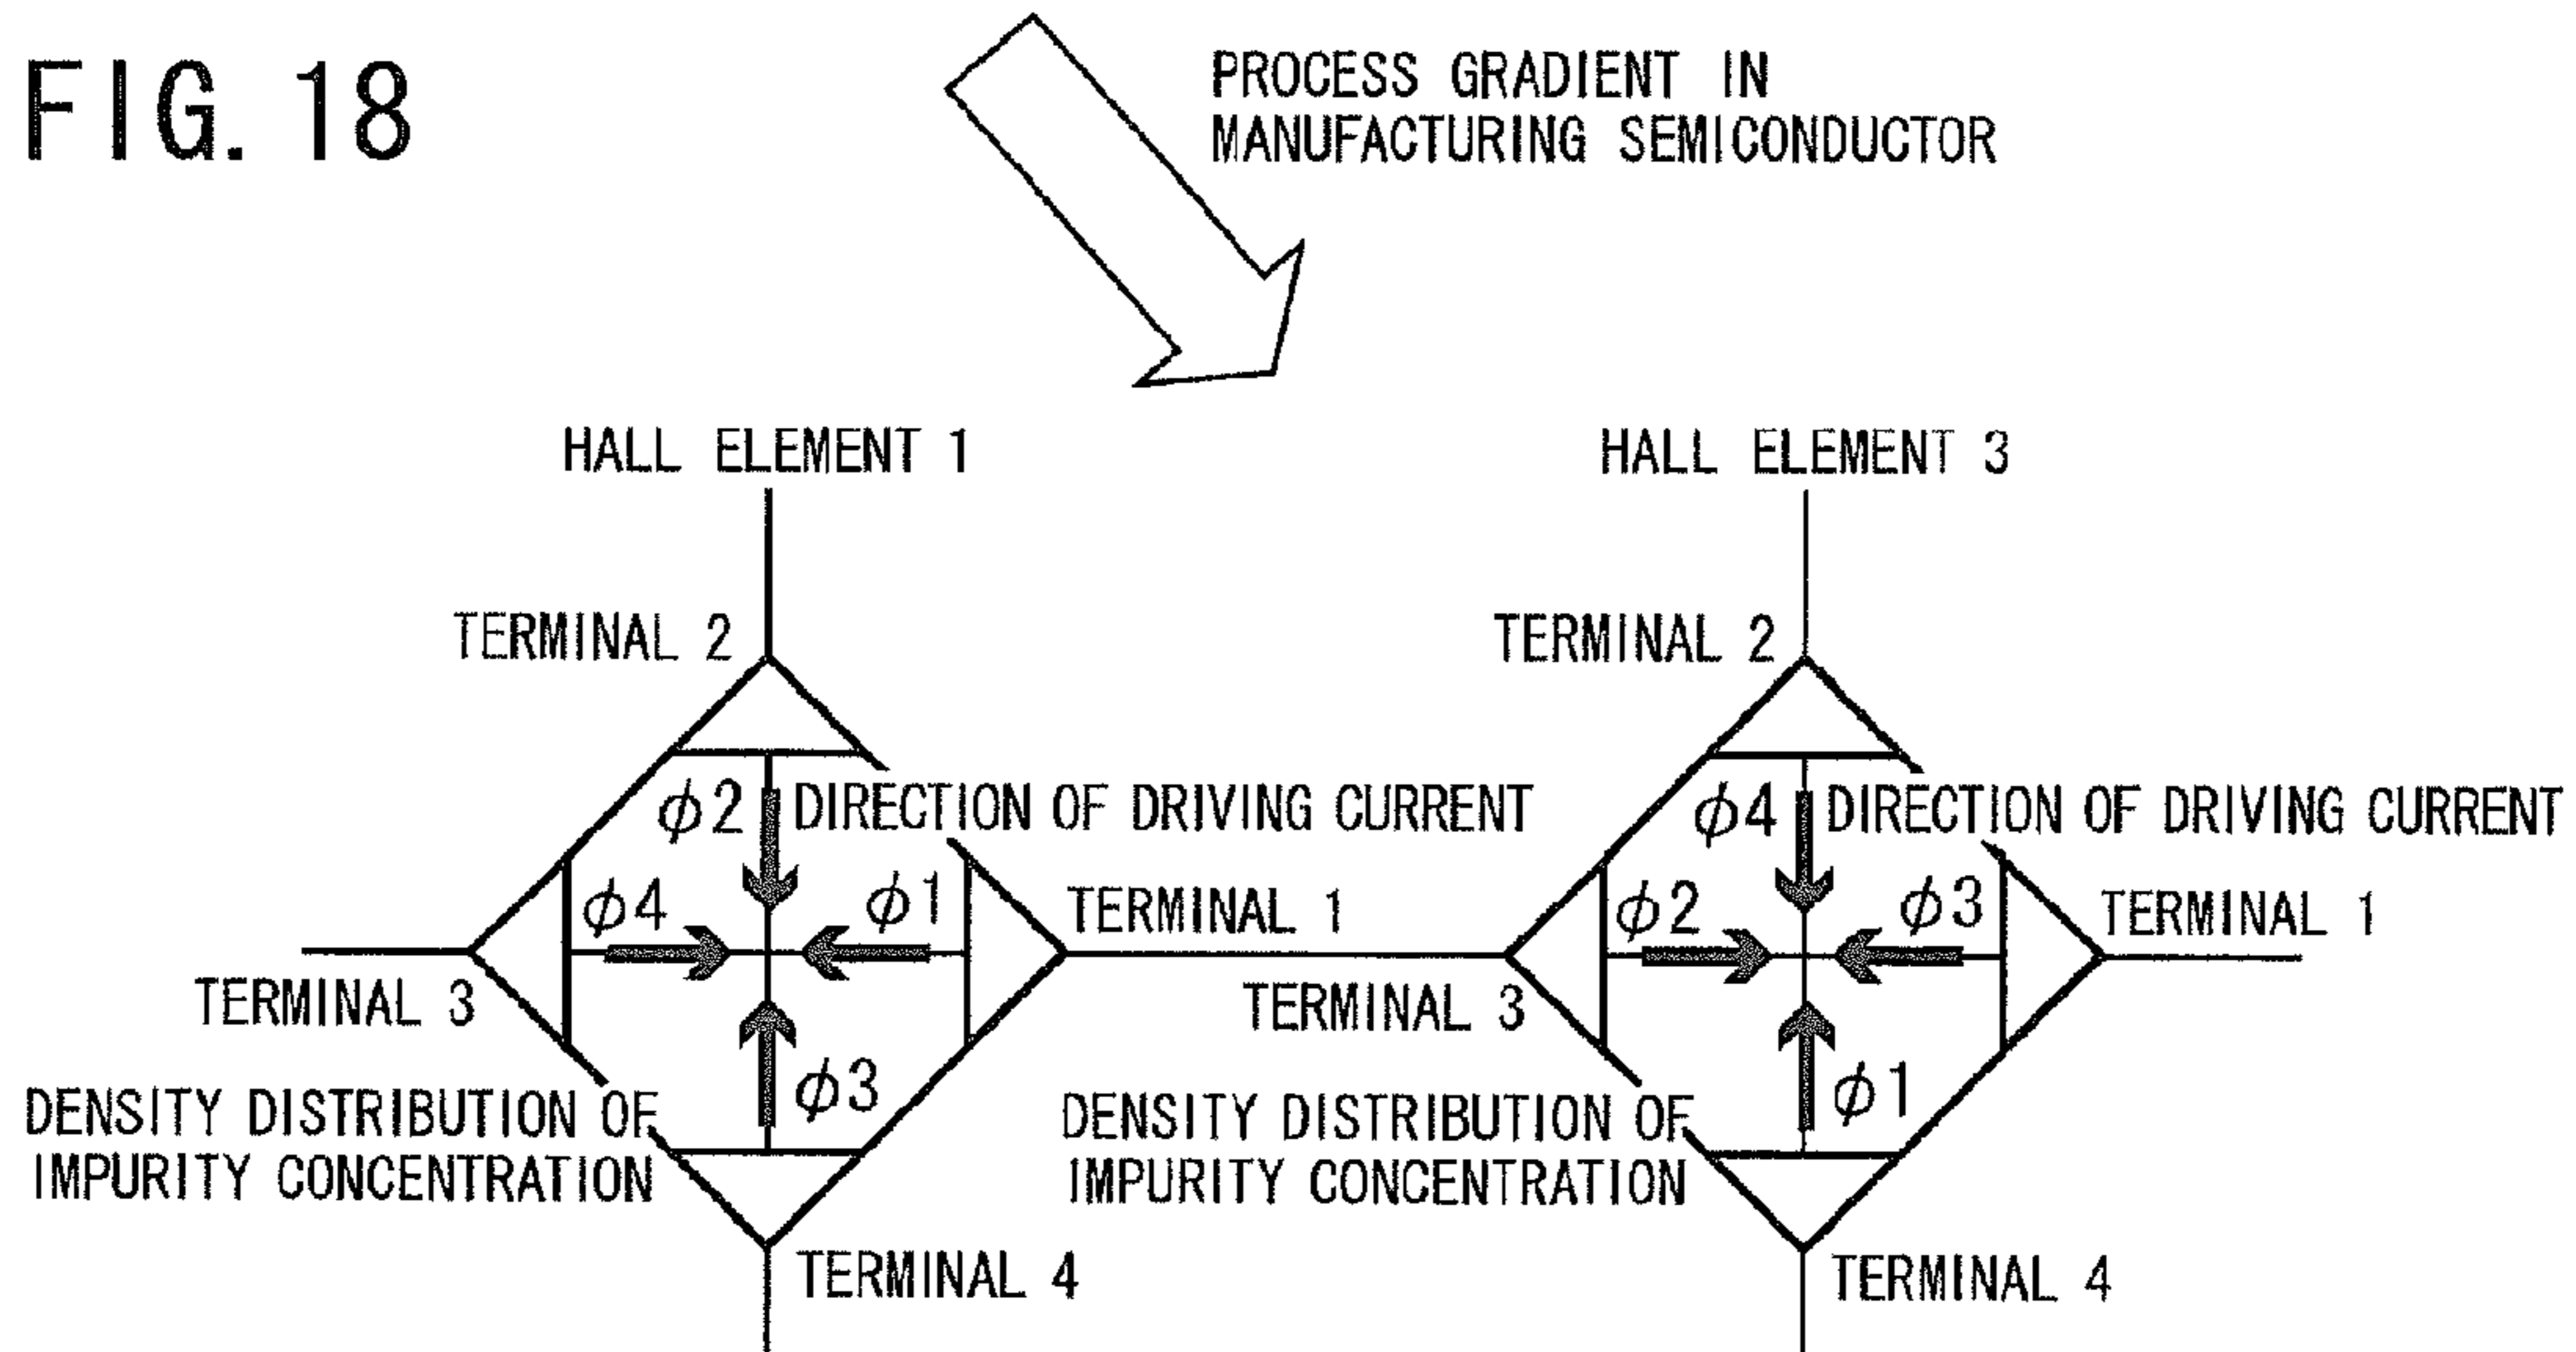 FIG. 18
PROCESS GRADIENT IN
MANUFACTURING SEMICONDUCTOR
HALL ELEMENT 1
HALL ELEMENT 3
TERMINAL 2
TERMINAL 2
ϕ2
DIRECTION OF DRIVING CURRENT
ϕ4
DIRECTION OF DRIVING CURRENT
ϕ4
ϕ1
TERMINAL 1
ϕ2
ϕ3
TERMINAL 1
TERMINAL 3
TERMINAL 3
ϕ3
ϕ1
DENSITY DISTRIBUTION OF
IMPURITY CONCENTRATION
DENSITY DISTRIBUTION OF
IMPURITY CONCENTRATION
TERMINAL 4
TERMINAL 4